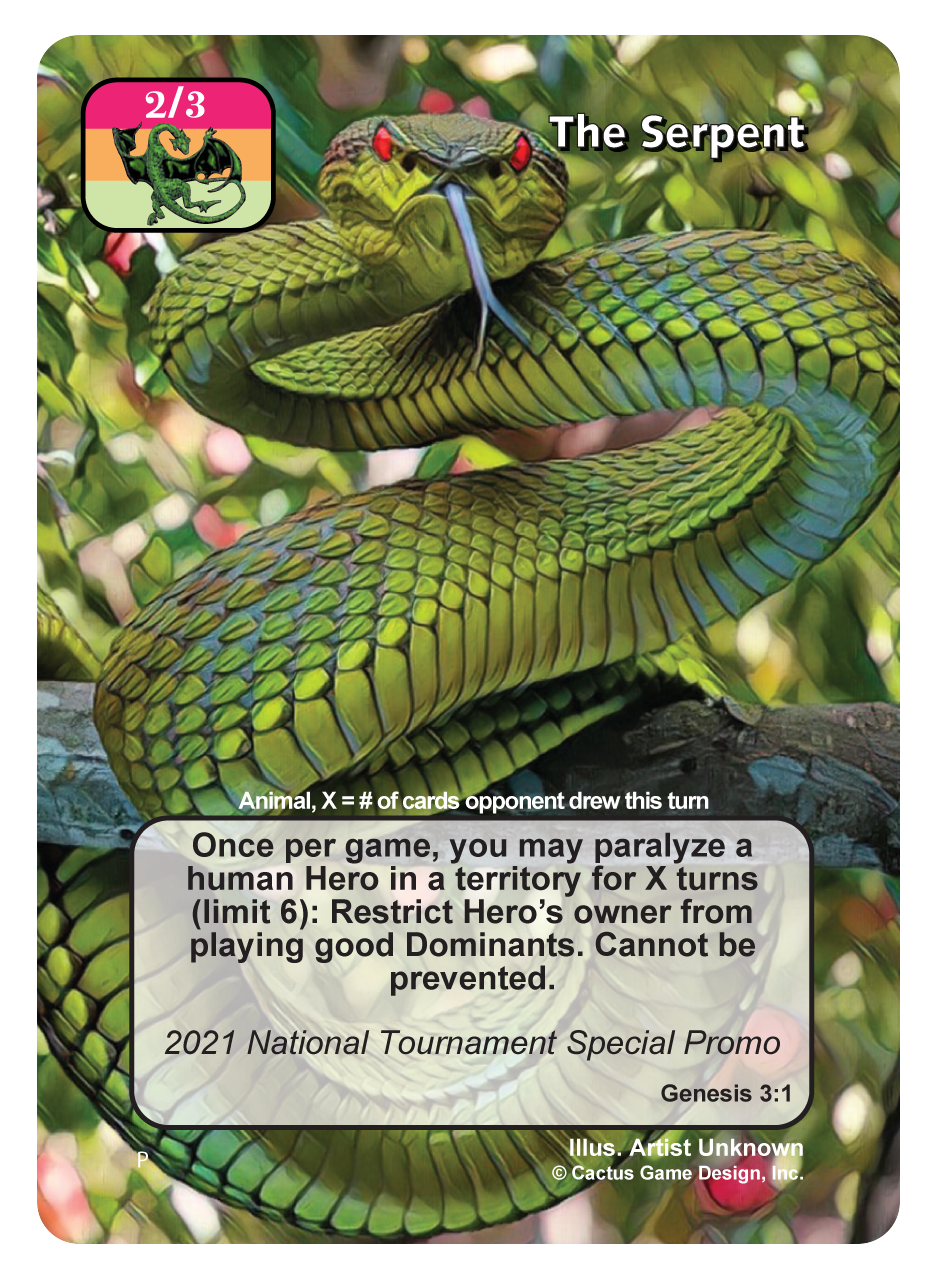 2/3
The Serpent
Animal, X = # of cards opponent drew this turn
Once per game, you may paralyze a
human Hero in a territory for X turns
(limit 6): Restrict Hero’s owner from
playing good Dominants. Cannot be
prevented.
2021 National Tournament Special Promo
Genesis 3:1
Illus. Artist Unknown
P
© Cactus Game Design, Inc.